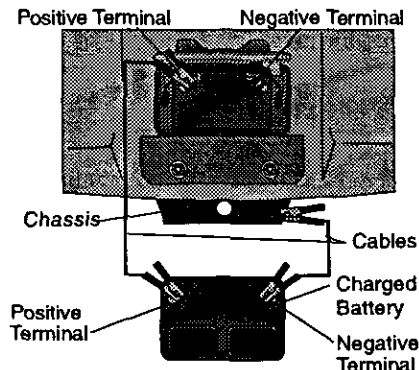 Positive Terminal
Negative Terminal
Chassis
Cables
Charged
Battery
Positive
Terminal
Negative
Terminal